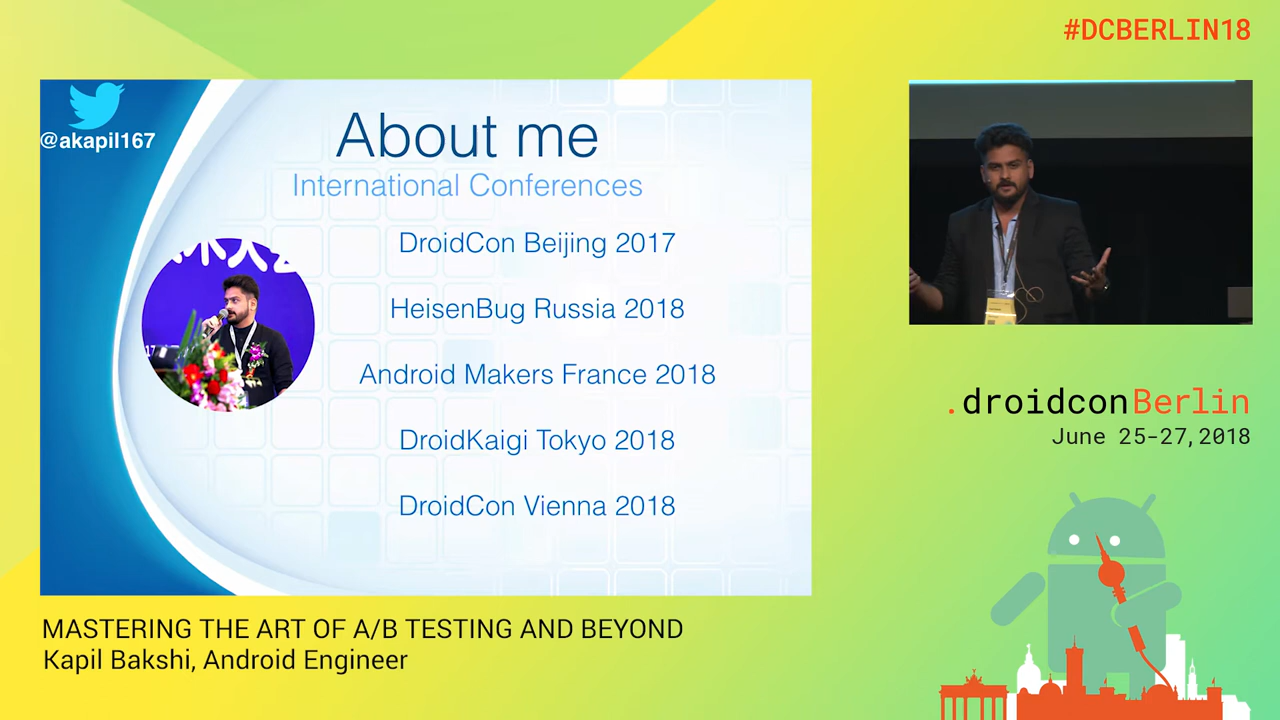 #DCBERLIN18
@akapil167
About me
International Conferences
DroidCon Beijing 2017
HeisenBug Russia 2018
Android Makers France 2018
DroidKaigi Tokyo 2018
DroidCon Vienna 2018
.droidconBerlin
June 25-27, 2018
MASTERING THE ART OF A/B TESTING AND BEYOND
Kapil Bakshi, Android Engineer